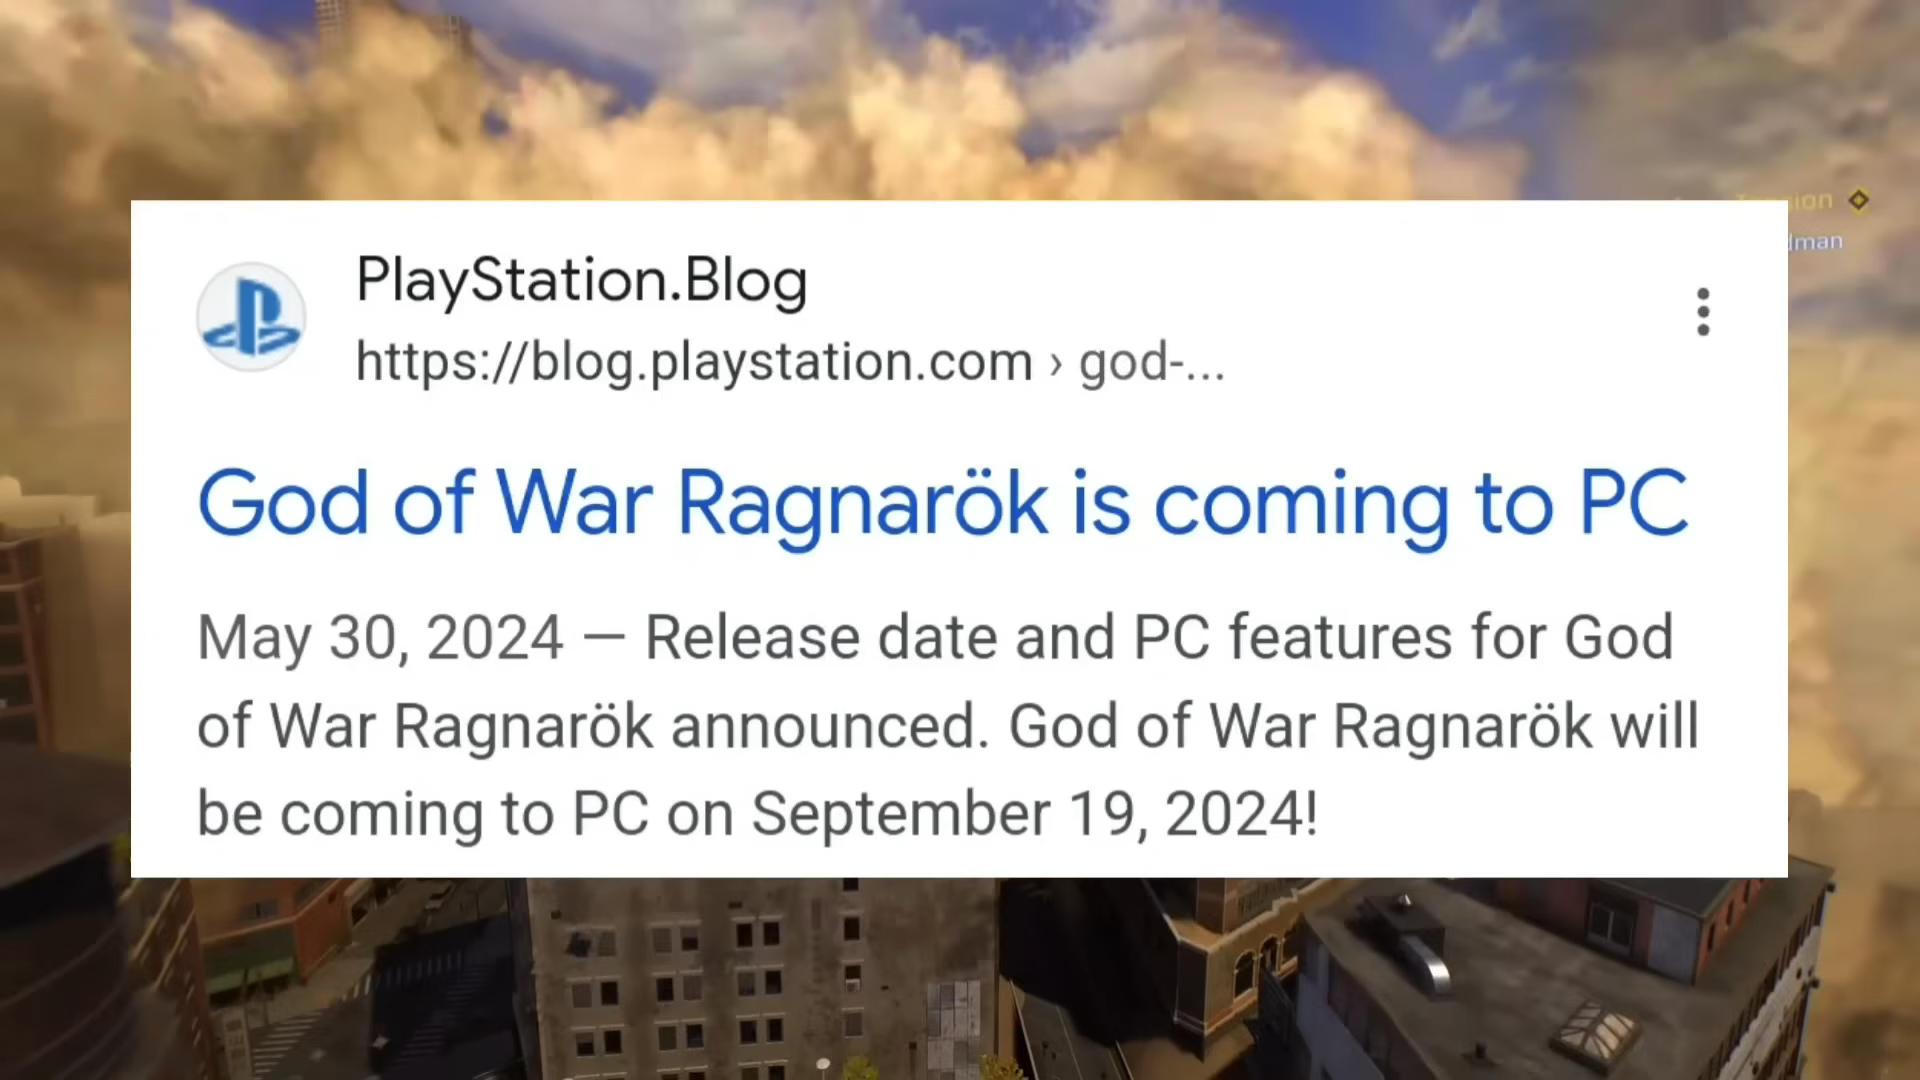 PlayStation.Blog
https://blog.playstation.com › god-...
God of War Ragnarök is coming to PC
May 30, 2024 — Release date and PC features for God
of War Ragnarök announced. God of War Ragnarök will
be coming to PC on September 19, 2024!